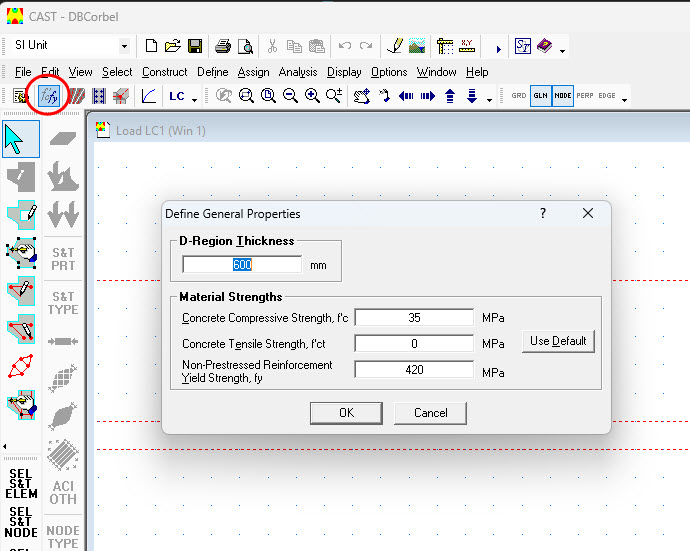 CAST - DBCorbel
SI Unit
File Edit View Select Construct Define Assign Analysis Display Options Window Help
LC
GRD GLN NODE PERP EDGE
Load LC1 (Win 1)
Define General Properties
D-Region Thickness
600 mm
Material Strengths
Concrete Compressive Strength, f'c 35 MPa
Concrete Tensile Strength, f'ct 0 MPa
Use Default
Non-Prestressed Reinforcement
Yield Strength, fy 420 MPa
OK Cancel
S&T
PRT
S&T
TYPE
ACI
OTH
NODE
TYPE
SEL
S&T
ELEM
SEL
S&T
NODE